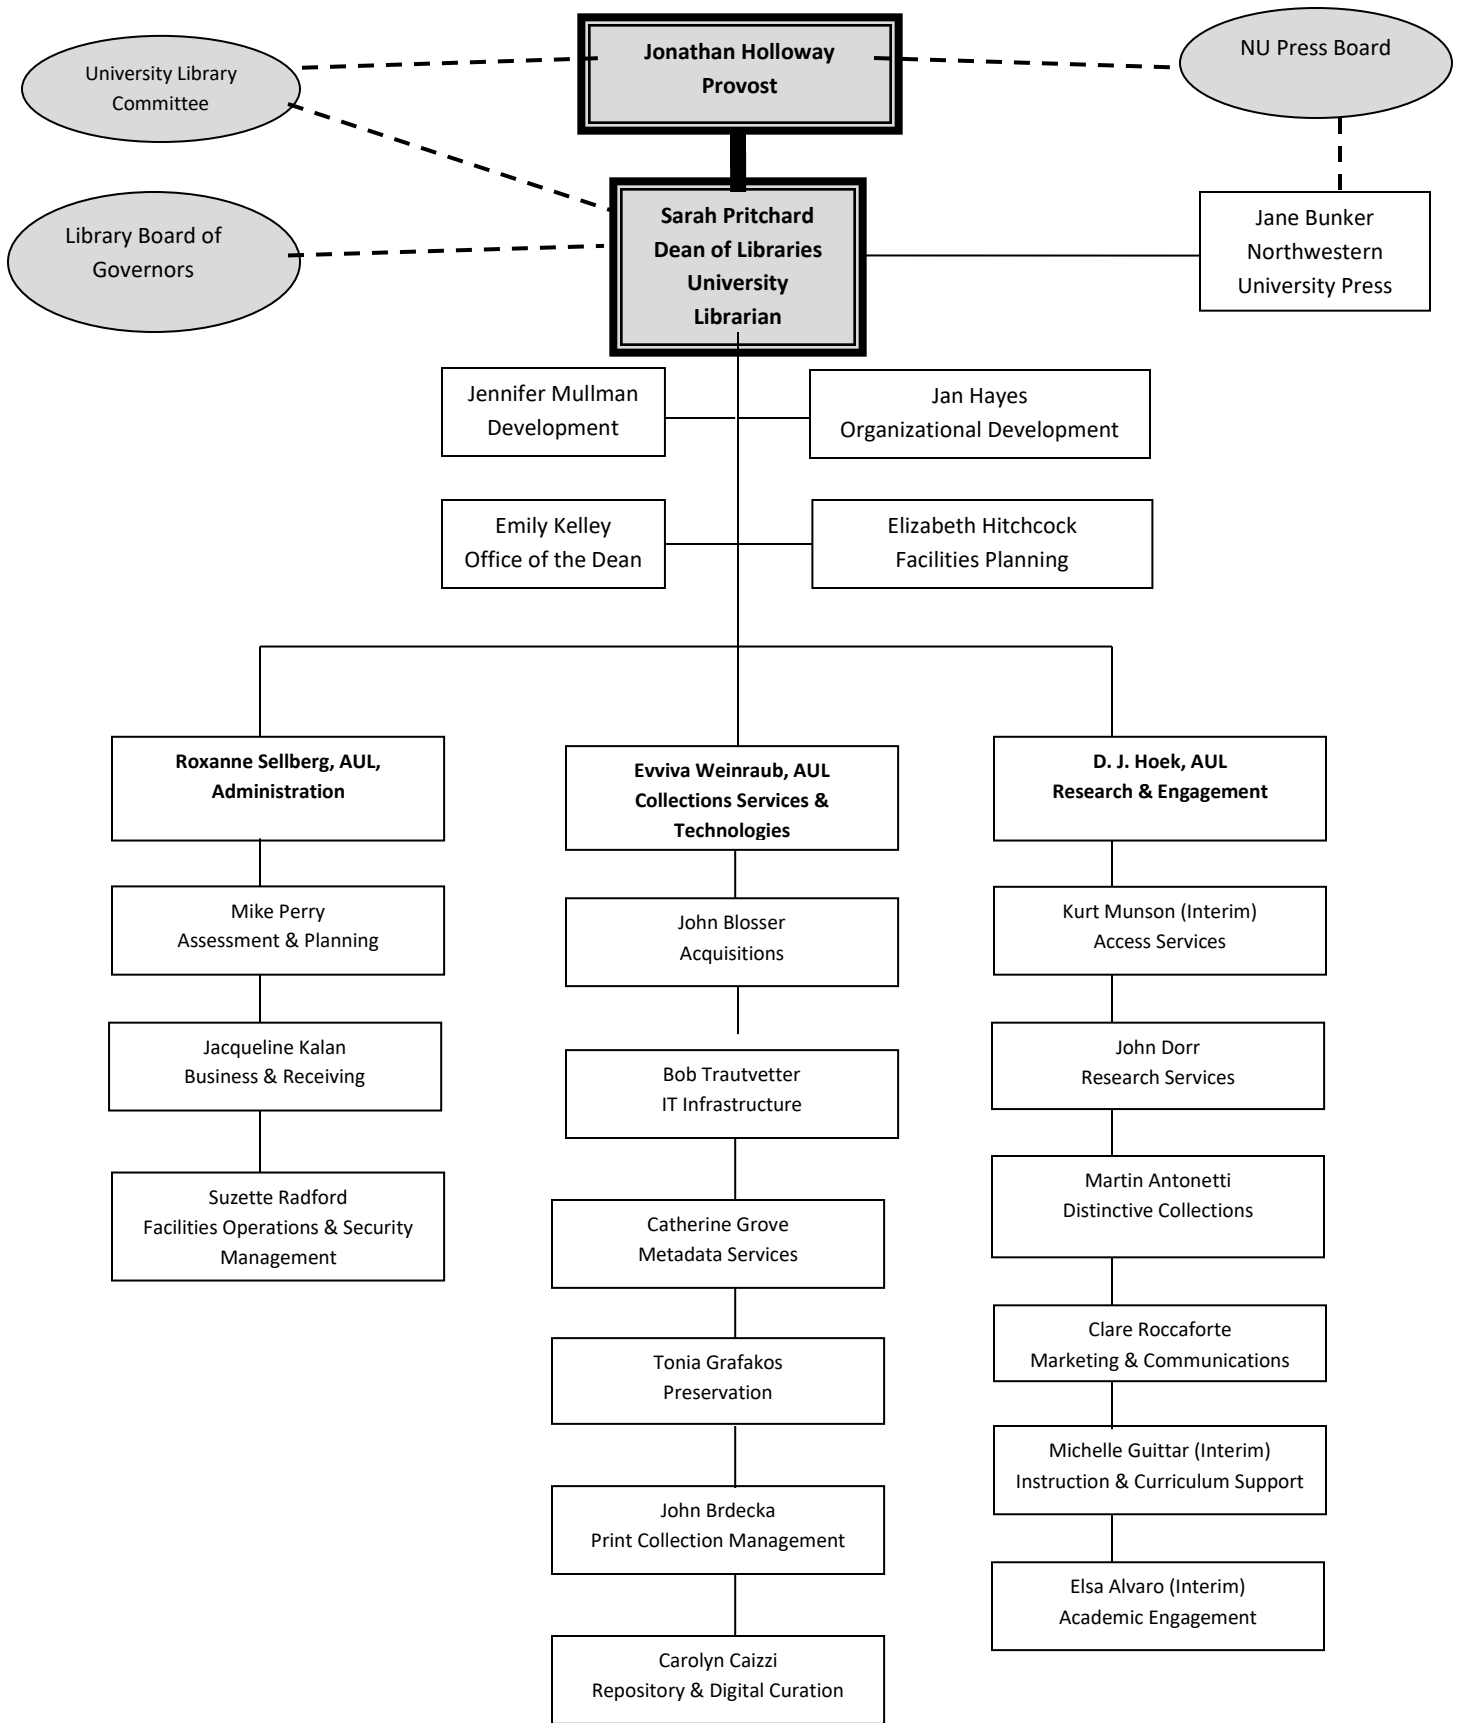 Jonathan Holloway
Provost
NU Press Board
University Library
Committee
Sarah Pritchard
Dean of Libraries
University
Librarian
Library Board of
Governors
Jane Bunker
Northwestern
University Press
Jennifer Mullman
Development
Jan Hayes
Organizational Development
Emily Kelley
Office of the Dean
Elizabeth Hitchcock
Facilities Planning
Roxanne Sellberg, AUL,
Administration
Mike Perry
Assessment & Planning
Jacqueline Kalan
Business & Receiving
Suzette Radford
Facilities Operations & Security
Management
Evviva Weinraub, AUL
Collections Services &
Technologies
John Blosser
Acquisitions
Bob Trautvetter
IT Infrastructure
Catherine Grove
Metadata Services
Tonia Grafakos
Preservation
John Brdecka
Print Collection Management
Carolyn Caizzi
Repository & Digital Curation
D. J. Hoek, AUL
Research & Engagement
Kurt Munson (Interim)
Access Services
John Dorr
Research Services
Martin Antonetti
Distinctive Collections
Clare Roccaforte
Marketing & Communications
Michelle Guittar (Interim)
Instruction & Curriculum Support
Elsa Alvaro (Interim)
Academic Engagement